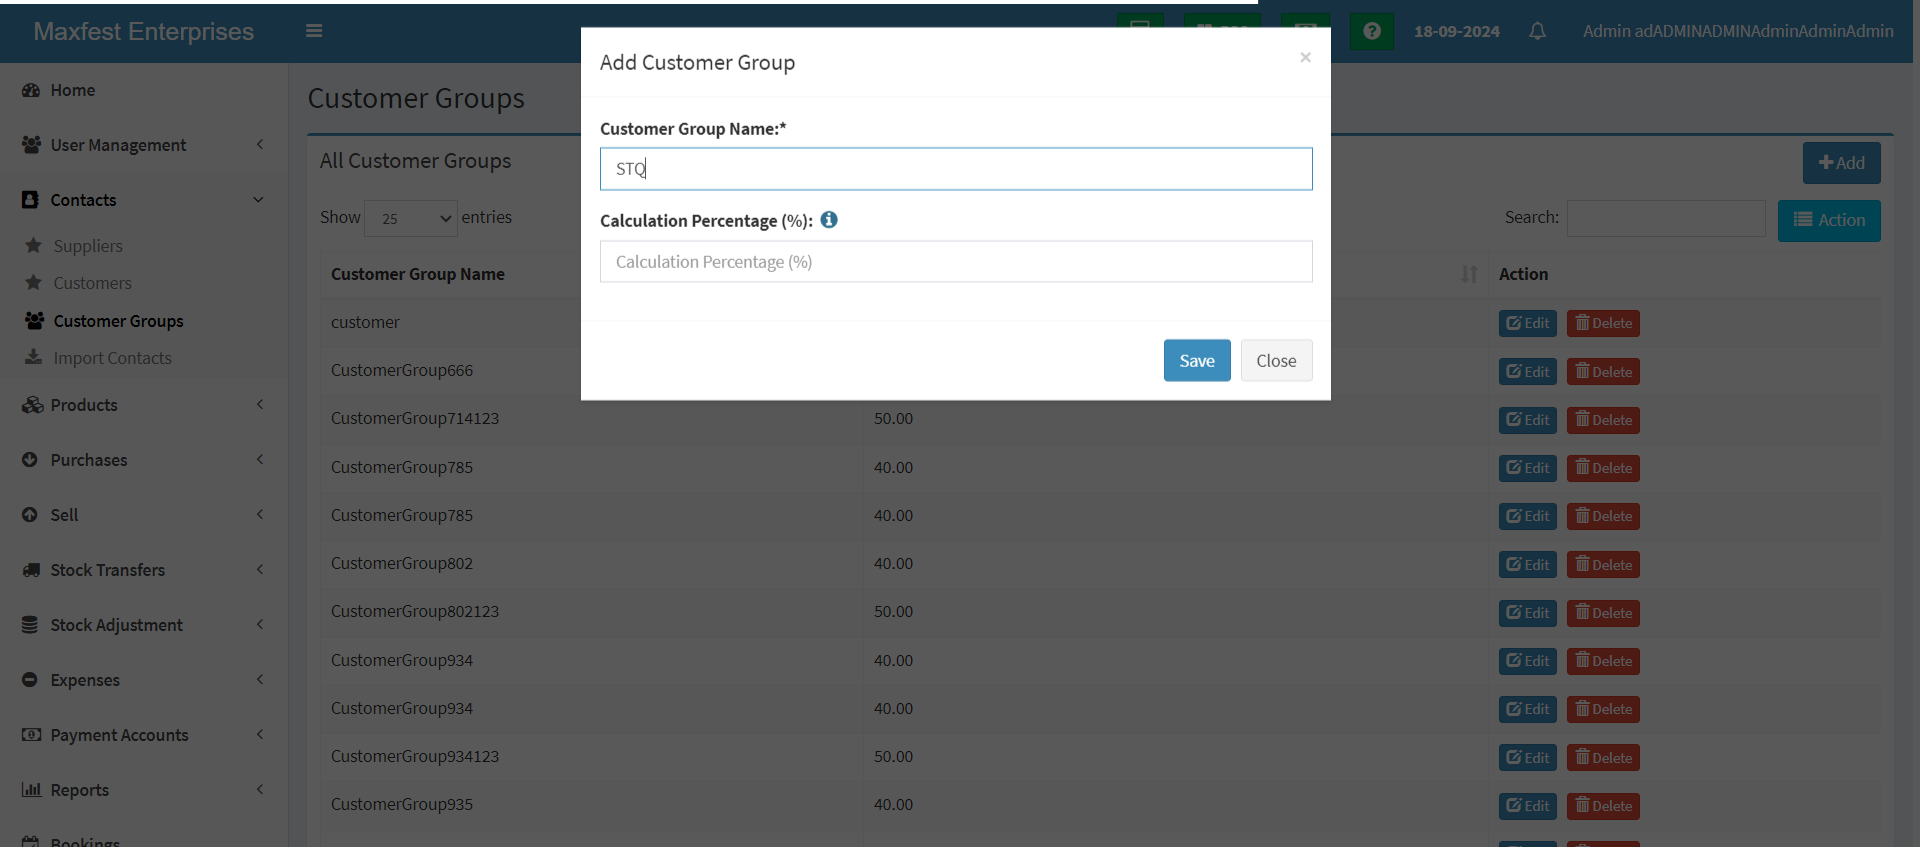 Maxfest Enterprises
18-09-2024
Admin adADMINADMINAdminAdminAdmin
Home
User Management
Contacts
Suppliers
Customers
Customer Groups
Import Contacts
Products
Purchases
Sell
Stock Transfers
Stock Adjustment
Expenses
Payment Accounts
Reports
Bookings
Customer Groups
All Customer Groups
Add
Show 25 entries
Search:
Action
Customer Group Name
Action
customer
Edit Delete
CustomerGroup666
Edit Delete
CustomerGroup714123 50.00 Edit Delete
CustomerGroup785 40.00 Edit Delete
CustomerGroup785 40.00 Edit Delete
CustomerGroup802 40.00 Edit Delete
CustomerGroup802123 50.00 Edit Delete
CustomerGroup934 40.00 Edit Delete
CustomerGroup934 40.00 Edit Delete
CustomerGroup934123 50.00 Edit Delete
CustomerGroup935 40.00 Edit Delete
Add Customer Group
×
Customer Group Name:*
STQ
Calculation Percentage (%):
Calculation Percentage (%)
Save Close